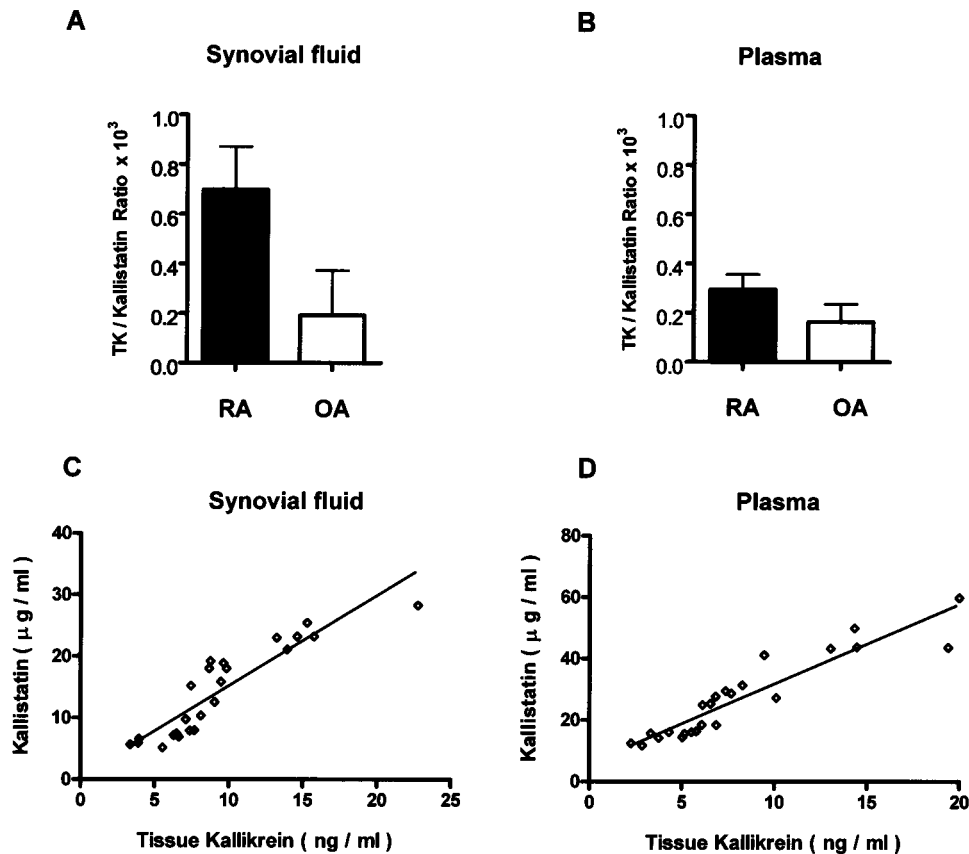 A
Synovial fluid
TK / Kallistatin Ratio x 10³
1.0
0.8
0.6
0.4
0.2
0.0
RA OA
B
Plasma
TK / Kallistatin Ratio x 10³
1.0
0.8
0.6
0.4
0.2
0.0
RA OA
C
Synovial fluid
Kallistatin ( μ g / ml )
40
30
20
10
0
0 5 10 15 20 25
Tissue Kallikrein ( ng / ml )
D
Plasma
Kallistatin ( μ g / ml )
80
60
40
20
0
0 5 10 15 20
Tissue Kallikrein ( ng / ml )